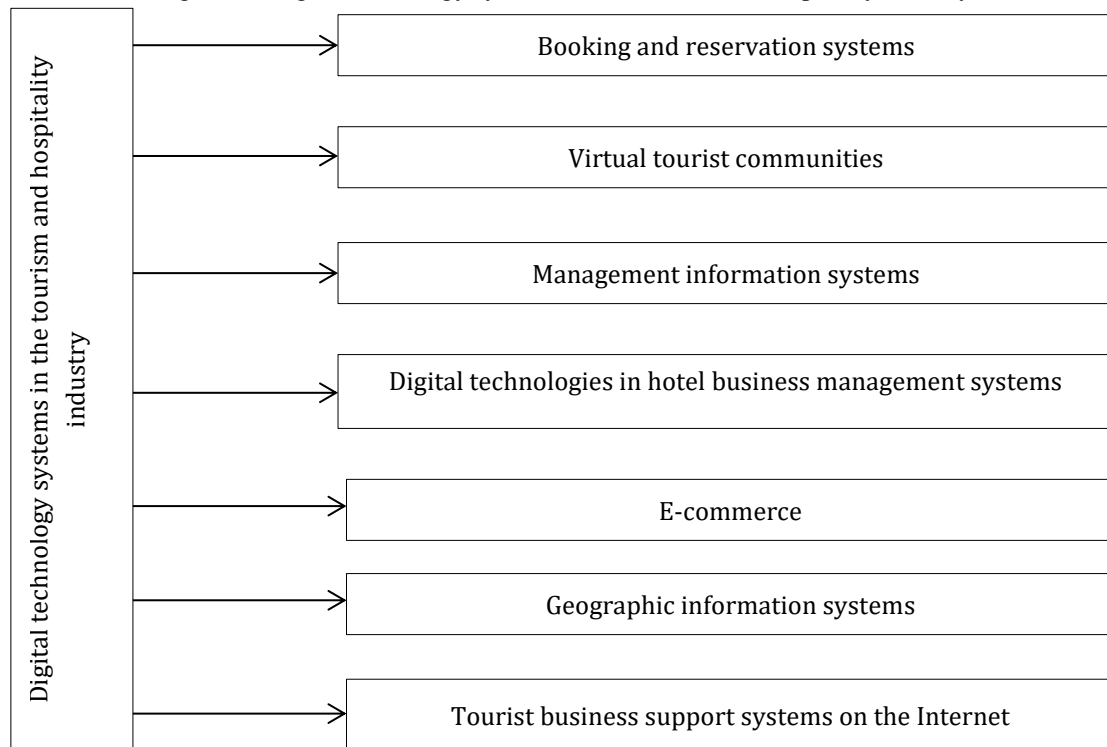 Digital technology systems in the tourism and hospitality
industry
Booking and reservation systems
Virtual tourist communities
Management information systems
Digital technologies in hotel business management systems
E-commerce
Geographic information systems
Tourist business support systems on the Internet